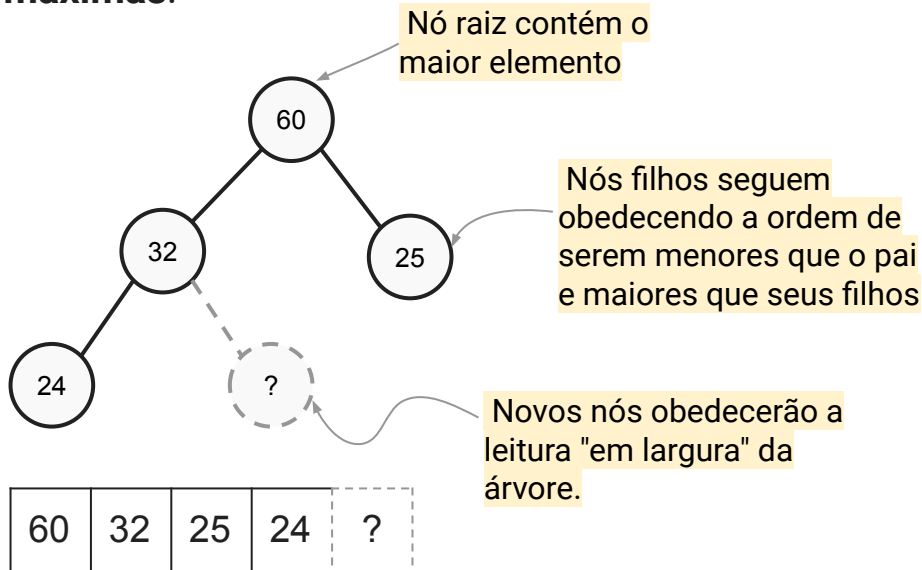 máximas.
Nó raiz contém o
maior elemento
60
Nós filhos seguem
obedecendo a ordem de
serem menores que o pai
e maiores que seus filhos
32
25
24
?
Novos nós obedecerão a
leitura "em largura" da
árvore.
60 32 25 24 ?